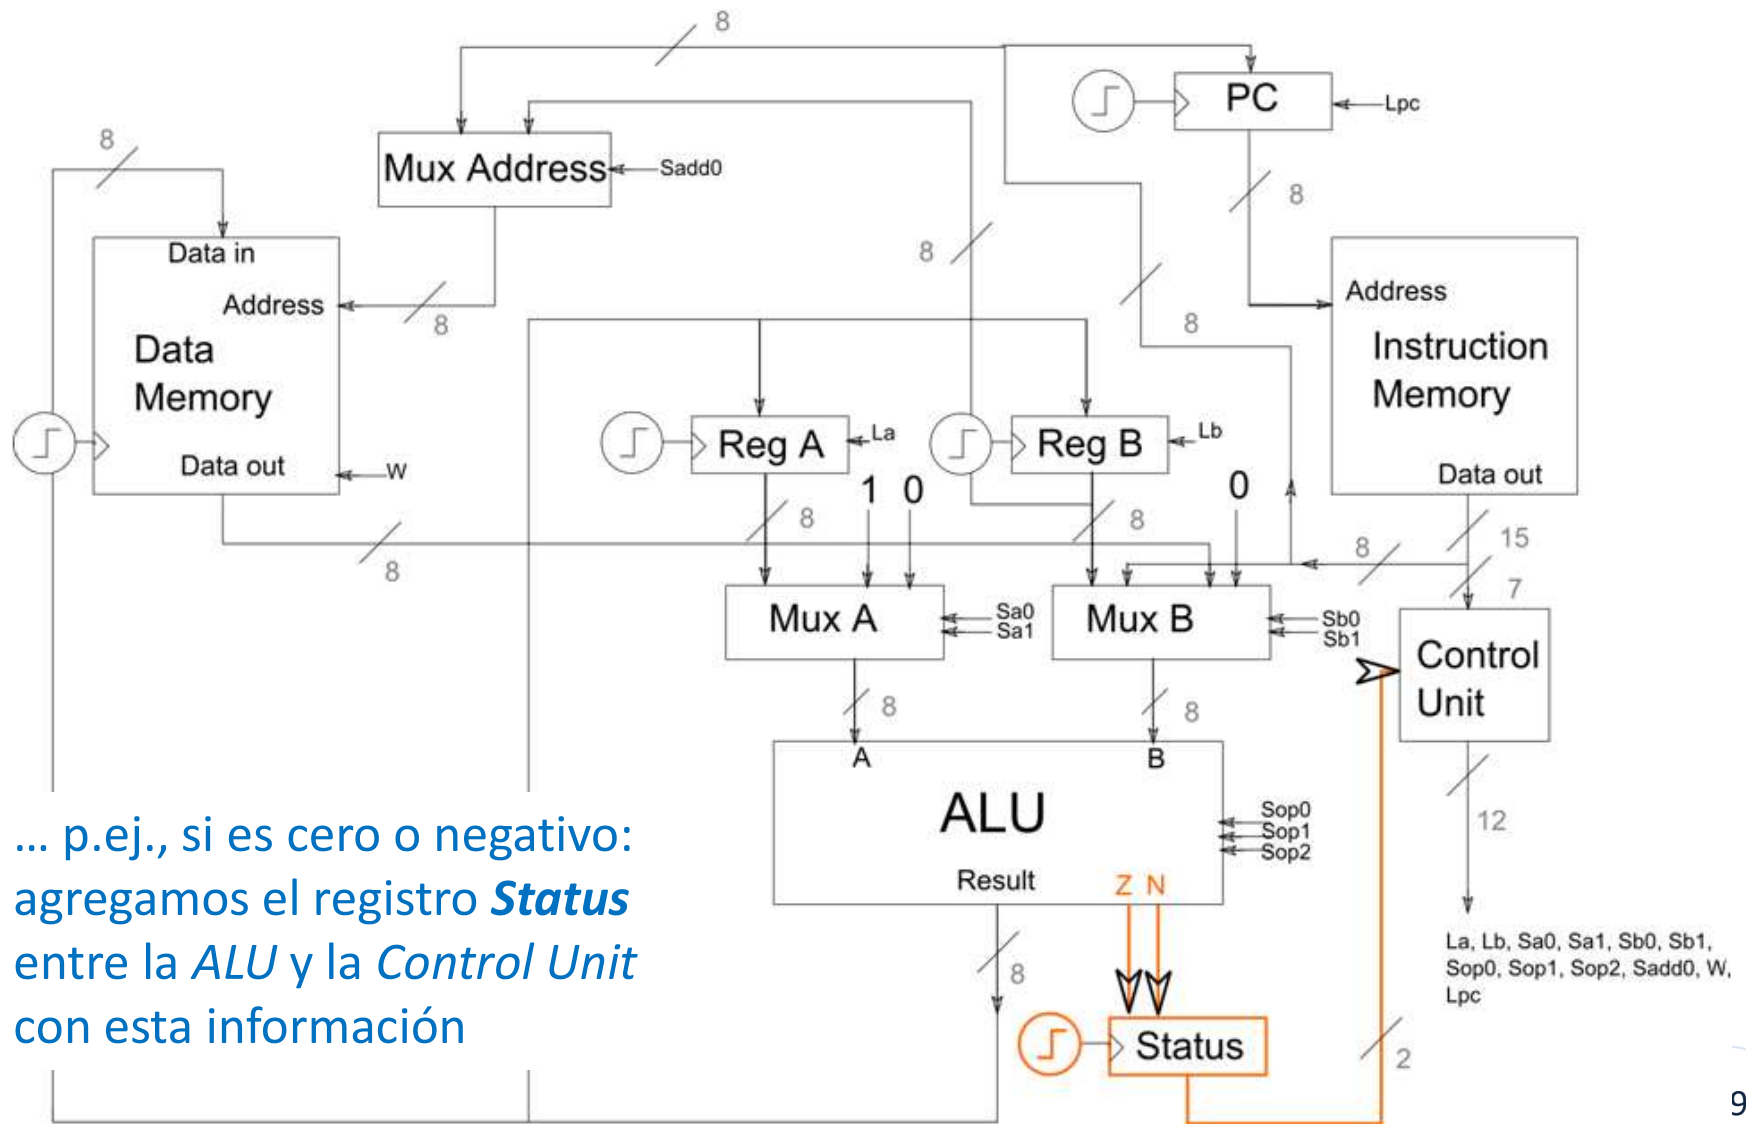 8
PC
Lpc
8
Mux Address
Sadd0
8
Data in
8
Address
8
Address
8
8
Data
Memory
Instruction
Memory
Reg A
La
Reg B
Lb
Data out
W
Data out
1 0
0
8
8
15
8
8
7
Mux A
Sa0
Sa1
Mux B
Sb0
Sb1
Control
Unit
8
8
A
B
ALU
Sop0
Sop1
Sop2
12
Result
Z N
... p.ej., si es cero o negativo:
agregamos el registro Status
entre la ALU y la Control Unit
con esta información
La, Lb, Sa0, Sa1, Sb0, Sb1,
Sop0, Sop1, Sop2, Sadd0, W,
Lpc
8
Status
2
9